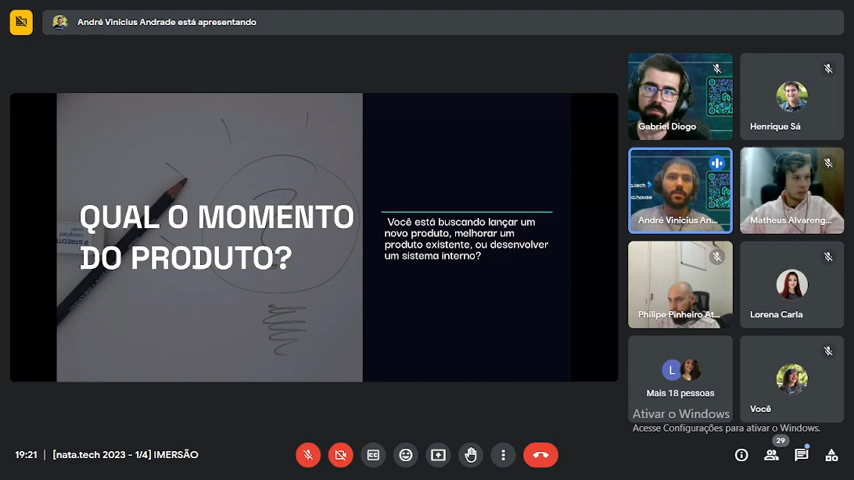 André Vinicius Andrade está apresentando
QUAL O MOMENTO
DO PRODUTO?
Você está buscando lançar um
novo produto, melhorar um
produto existente, ou desenvolver
um sistema interno?
Gabriel Diogo
Henrique Sá
André Vinicius An...
Matheus Alvareng...
Philipe Pinheiro At...
Lorena Carla
L
Mais 18 pessoas
Você
Ativar o Windows
Acesse Configurações para ativar o Windows.
19:21 | [nata.tech 2023 - 1/4] IMERSÃO
29